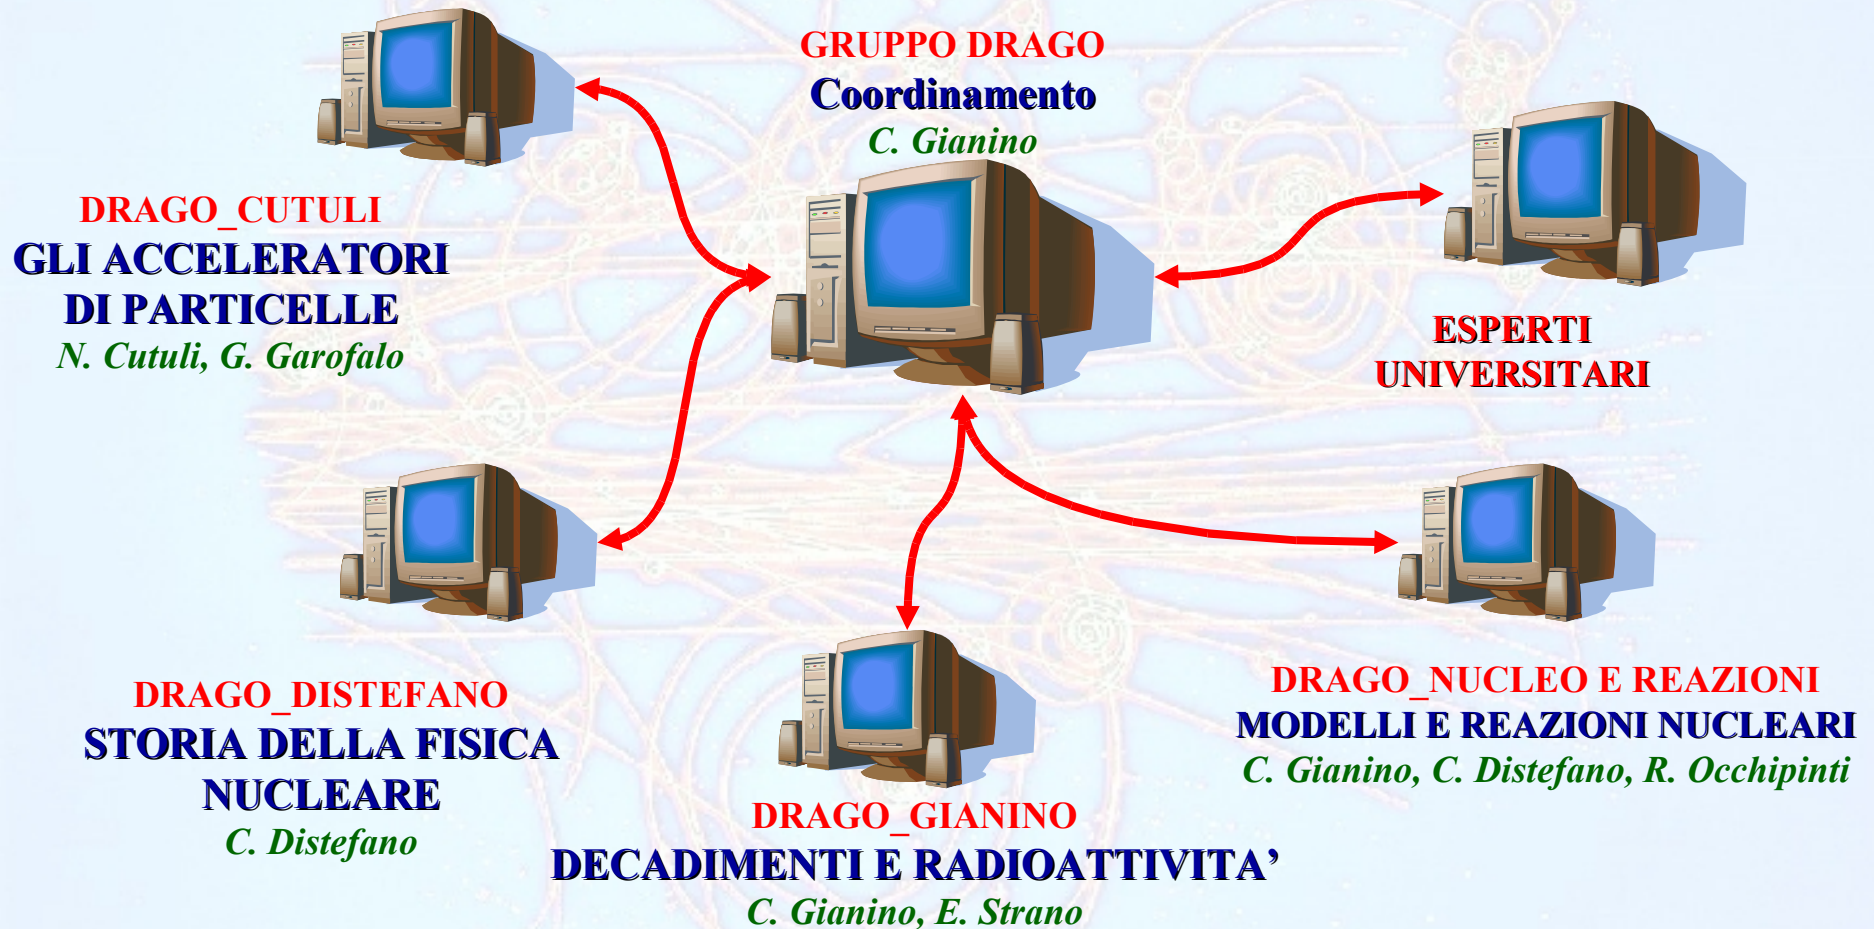 GRUPPO DRAGO
Coordinamento
C. Gianino
DRAGO_CUTULI
GLI ACCELERATORI
DI PARTICELLE
N. Cutuli, G. Garofalo
ESPERTI
UNIVERSITARI
DRAGO_DISTEFANO
STORIA DELLA FISICA
NUCLEARE
C. Distefano
DRAGO_GIANINO
DECADIMENTI E RADIOATTIVITA’
C. Gianino, E. Strano
DRAGO_NUCLEO E REAZIONI
MODELLI E REAZIONI NUCLEARI
C. Gianino, C. Distefano, R. Occhipinti